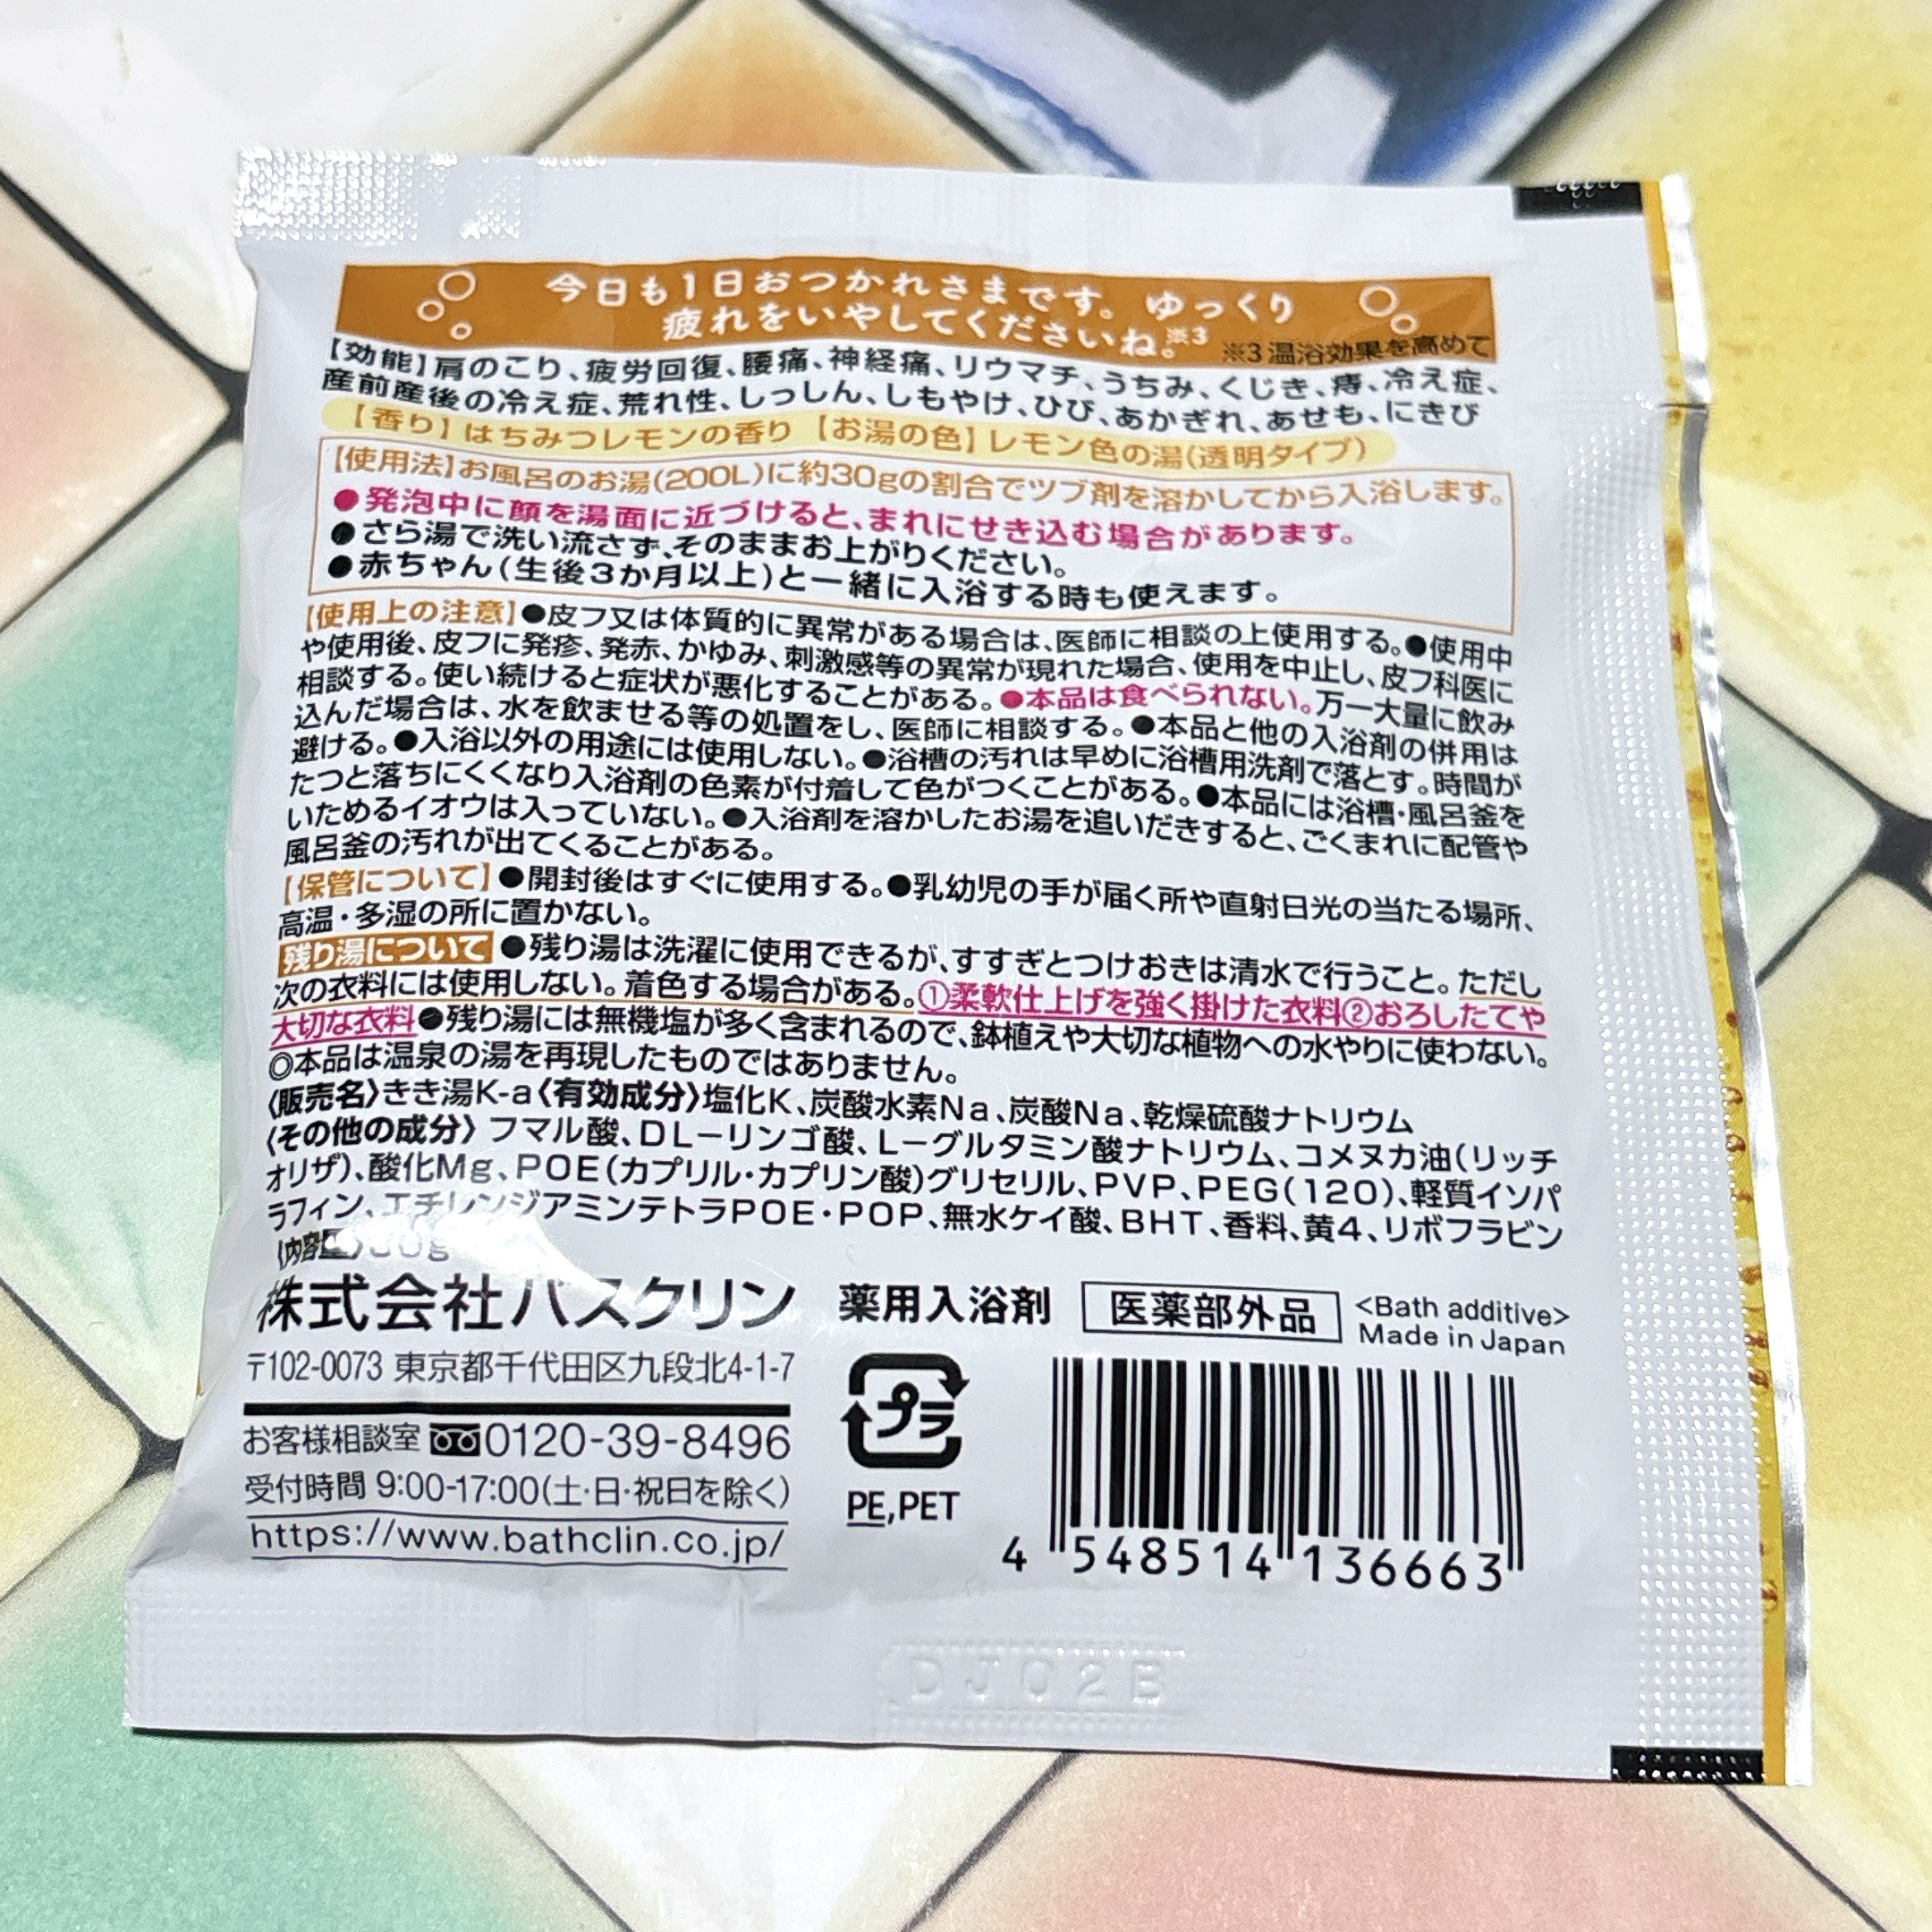 今日も1日おつかれさまです。ゆっくり
疲れをいやしてくださいね。※3
※3 温浴効果を高めて
【効能】肩のこり、疲労回復、腰痛、神経痛、リウマチ、うちみ、くじき、痔、冷え症、
産前産後の冷え症、荒れ性、しっしん、しもやけ、ひび、あかぎれ、あせも、にきび
【香り】はちみつレモンの香り 【お湯の色】レモン色の湯(透明タイプ)
【使用法】お風呂のお湯(200L)に約30gの割合でツブ剤を溶かしてから入浴します。
●発泡中に顔を湯面に近づけると、まれにせき込む場合があります。
●さら湯で洗い流さず、そのままお上がりください。
●赤ちゃん(生後3か月以上)と一緒に入浴する時も使えます。
【使用上の注意】●皮フ又は体質的に異常がある場合は、医師に相談の上使用する。●使用中
や使用後、皮フに発疹、発赤、かゆみ、刺激感等の異常が現れた場合、使用を中止し、皮フ科医に
相談する。使い続けると症状が悪化することがある。●本品は食べられない。万一大量に飲み
込んだ場合は、水を飲ませる等の処置をし、医師に相談する。●本品と他の入浴剤の併用は
避ける。●入浴以外の用途には使用しない。●浴槽の汚れは早めに浴槽用洗剤で落とす。時間が
たつと落ちにくくなり入浴剤の色素が付着して色がつくことがある。●本品には浴槽・風呂釜を
いためるイオウは入っていない。●入浴剤を溶かしたお湯を追いだきすると、ごくまれに配管や
風呂釜の汚れが出てくることがある。
【保管について】●開封後はすぐに使用する。●乳幼児の手が届く所や直射日光の当たる場所、
高温・多湿の所に置かない。
残り湯について ●残り湯は洗濯に使用できるが、すすぎとつけおきは清水で行うこと。ただし
次の衣料には使用しない。着色する場合がある。①柔軟仕上げを強く掛けた衣料②おろしたてや
大切な衣料●残り湯には無機塩が多く含まれるので、鉢植えや大切な植物への水やりに使わない。
◎本品は温泉の湯を再現したものではありません。
〈販売名〉きき湯K-a〈有効成分〉塩化K、炭酸水素Na、炭酸Na、乾燥硫酸ナトリウム
〈その他の成分〉フマル酸、DL－リンゴ酸、L－グルタミン酸ナトリウム、コメヌカ油(リッチ
オリザ)、酸化Mg、POE(カプリル・カプリン酸)グリセリル、PVP、PEG(120)、軽質イソパ
ラフィン、エチレンジアミンテトラPOE・POP、無水ケイ酸、BHT、香料、黄4、リボフラビン
〈内容量〉30g
株式会社バスクリン 薬用入浴剤 医薬部外品 <Bath additive>
Made in Japan
〒102-0073 東京都千代田区九段北4-1-7
お客様相談室 0120-39-8496
受付時間 9:00-17:00(土・日・祝日を除く)
https://www.bathclin.co.jp/
プラ
PE,PET
4 548514 136663
DJ02B